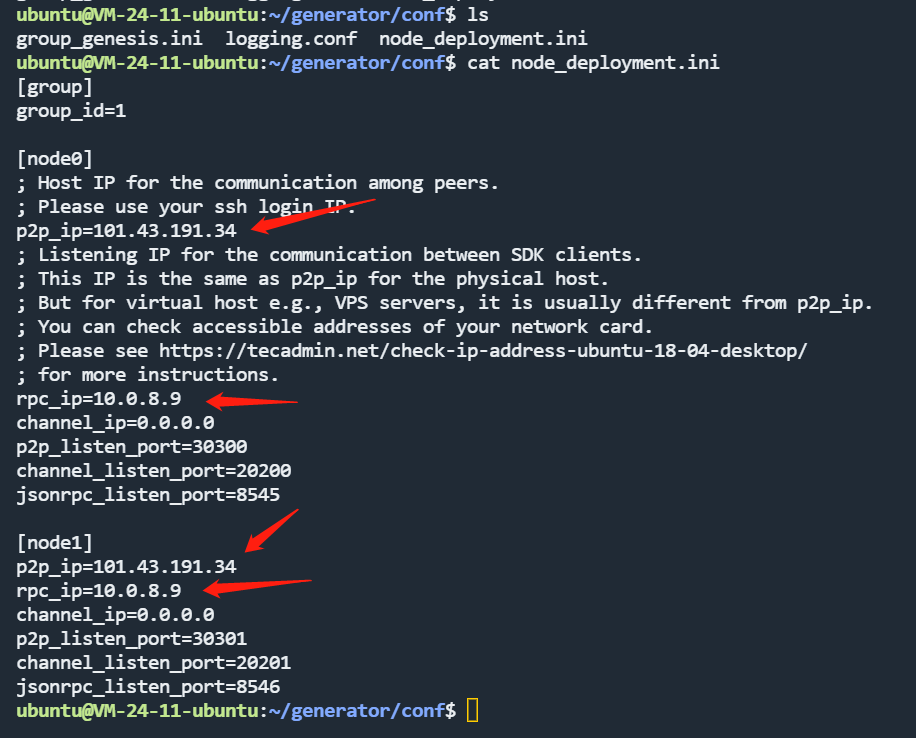 ubuntu@VM-24-11-ubuntu:~/generator/conf$ ls
group_genesis.ini  logging.conf  node_deployment.ini
ubuntu@VM-24-11-ubuntu:~/generator/conf$ cat node_deployment.ini
[group]
group_id=1
[node0]
; Host IP for the communication among peers.
; Please use your ssh login IP.
p2p_ip=101.43.191.34
; Listening IP for the communication between SDK clients.
; This IP is the same as p2p_ip for the physical host.
; But for virtual host e.g., VPS servers, it is usually different from p2p_ip.
; You can check accessible addresses of your network card.
; Please see https://tecadmin.net/check-ip-address-ubuntu-18-04-desktop/
; for more instructions.
rpc_ip=10.0.8.9
channel_ip=0.0.0.0
p2p_listen_port=30300
channel_listen_port=20200
jsonrpc_listen_port=8545
[node1]
p2p_ip=101.43.191.34
rpc_ip=10.0.8.9
channel_ip=0.0.0.0
p2p_listen_port=30301
channel_listen_port=20201
jsonrpc_listen_port=8546
ubuntu@VM-24-11-ubuntu:~/generator/conf$